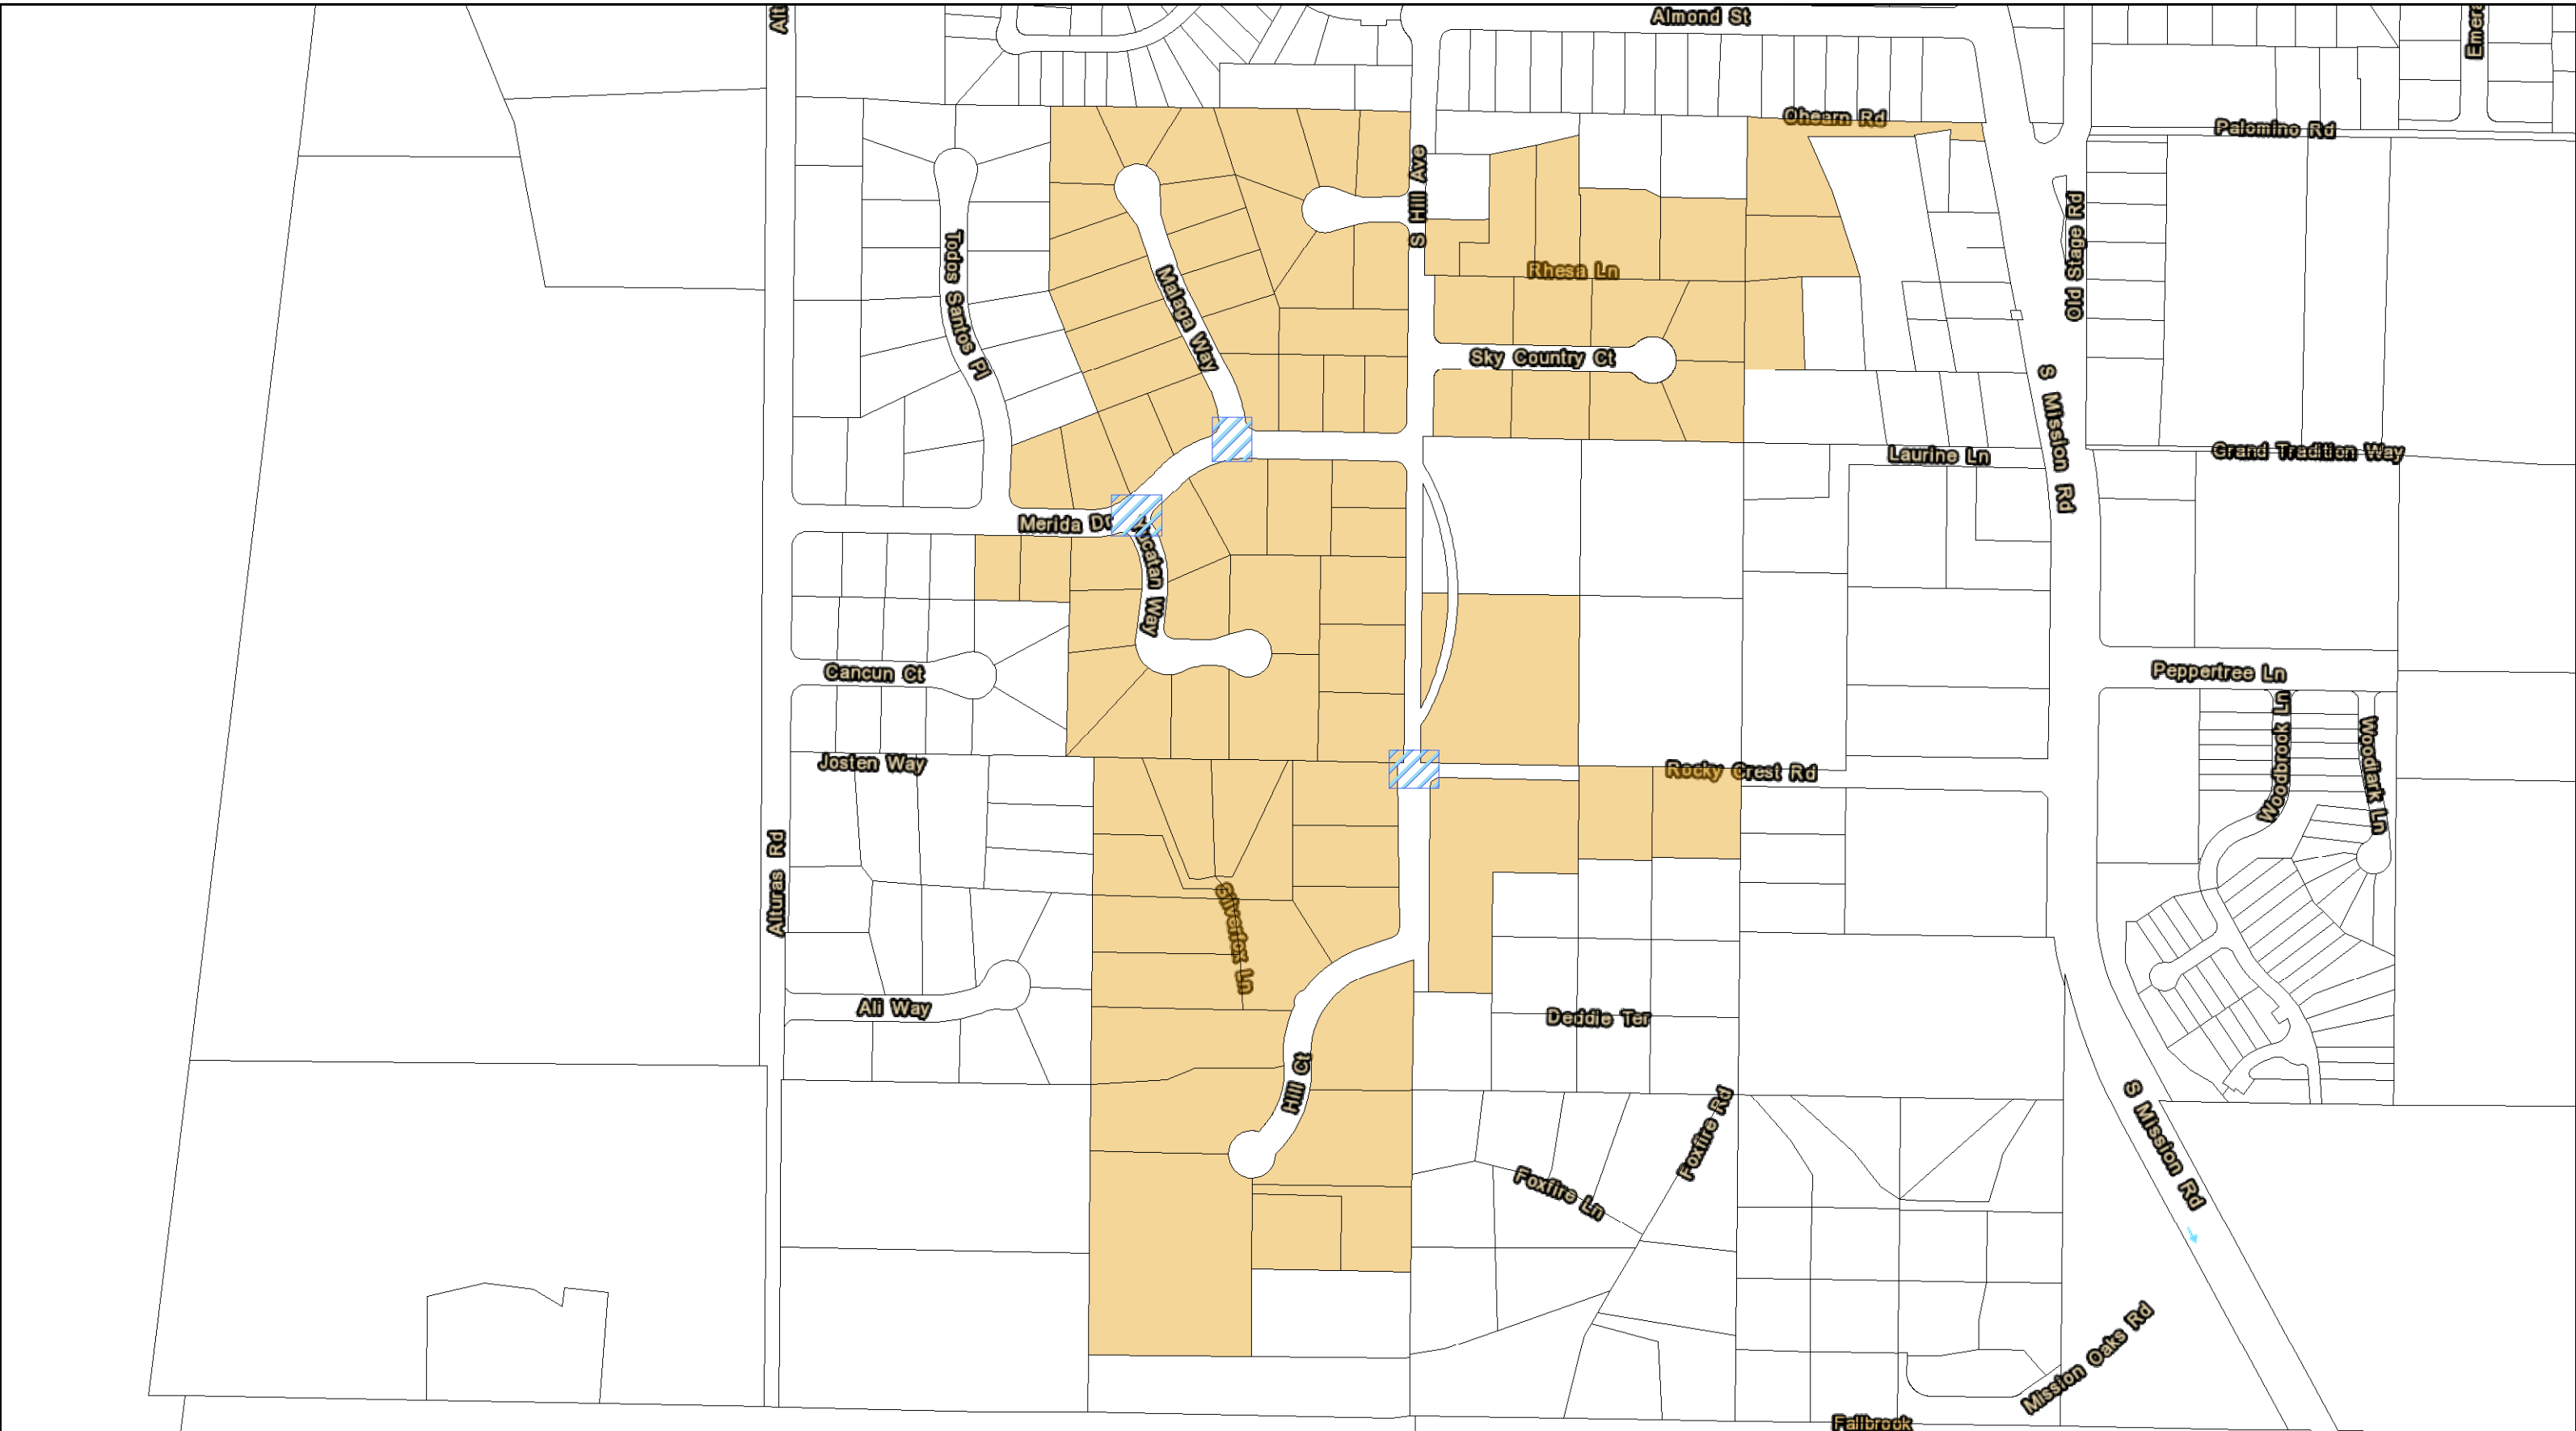 Alt
Almond St
Emera
Ohearn Rd
Palomino Rd
S Hill Ave
Old Stage Rd
Todos Santos Pl
Rhesa Ln
Malaga Way
Sky Country Ct
S Mission Rd
Laurine Ln
Grand Tradition Way
Merida Dr
catan Way
Cancun Ct
Peppertree Ln
Woodbrook Ln
Woodlark Ln
Josten Way
Rocky Crest Rd
Alturas Rd
Silverfox Ln
Ali Way
Deddie Ter
Hill Ct
Foxfire Rd
S Mission Rd
Foxfire Ln
Mission Oaks Rd
Fallbrook